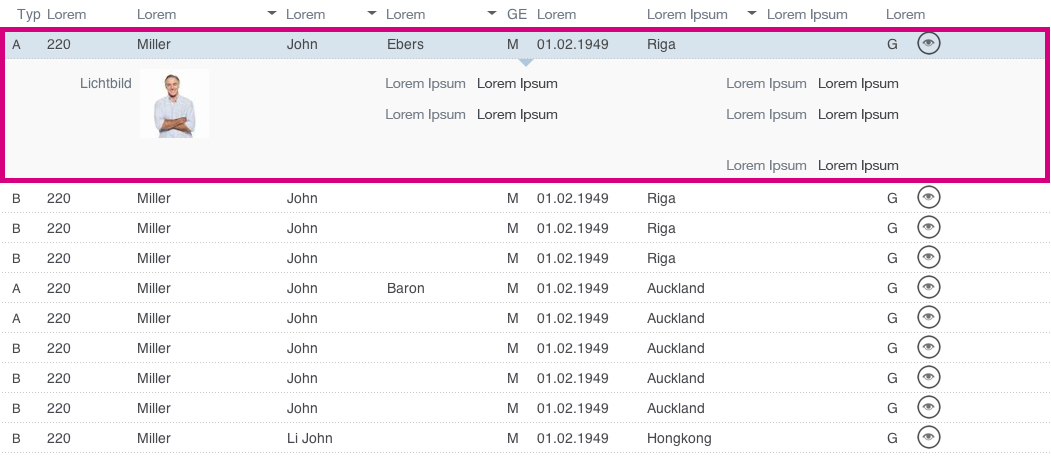 Typ Lorem Lorem Lorem Lorem GE Lorem Lorem Ipsum Lorem Ipsum Lorem
A 220 Miller John Ebers M 01.02.1949 Riga G
Lichtbild Lorem Ipsum Lorem Ipsum Lorem Ipsum Lorem Ipsum
Lorem Ipsum Lorem Ipsum Lorem Ipsum Lorem Ipsum
Lorem Ipsum Lorem Ipsum
B 220 Miller John M 01.02.1949 Riga G
B 220 Miller John M 01.02.1949 Riga G
B 220 Miller John M 01.02.1949 Riga G
A 220 Miller John Baron M 01.02.1949 Auckland G
A 220 Miller John M 01.02.1949 Auckland G
B 220 Miller John M 01.02.1949 Auckland G
B 220 Miller John M 01.02.1949 Auckland G
B 220 Miller John M 01.02.1949 Auckland G
B 220 Miller Li John M 01.02.1949 Hongkong G